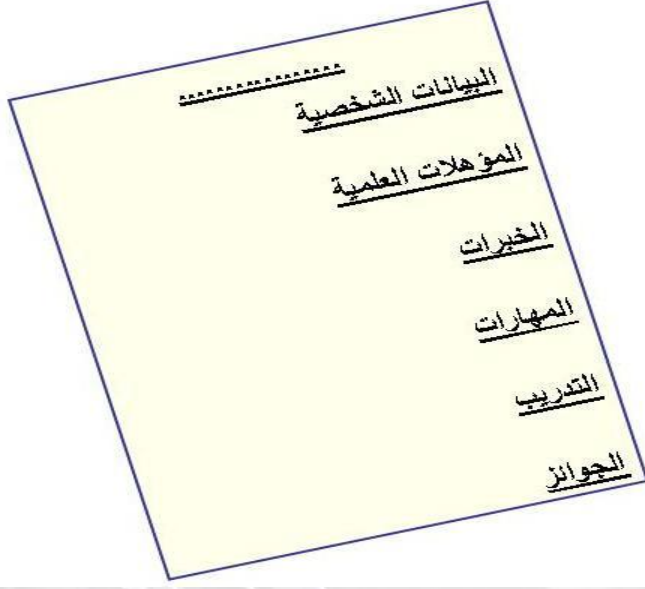 ................
البيانات الشخصية
المؤهلات العلمية
الخبرات
المهارات
التدريب
الجوائز